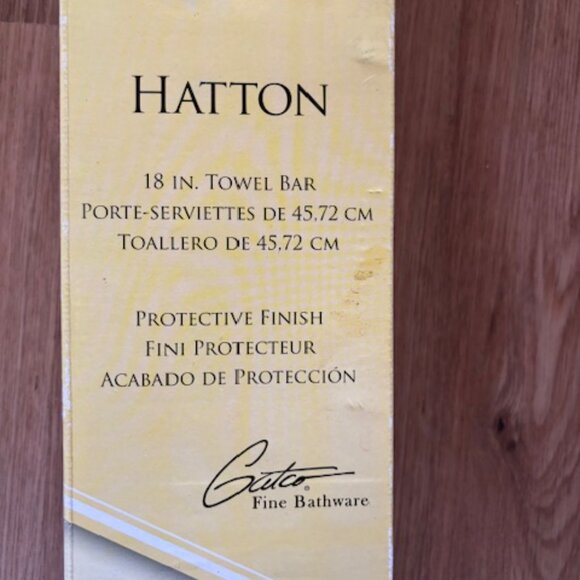 HATTON
18 IN. TOWEL BAR
PORTE-SERVIETTES DE 45,72 CM
TOALLERO DE 45,72 CM
PROTECTIVE FINISH
FINI PROTECTEUR
ACABADO DE PROTECCIÓN
Gatco®
Fine Bathware